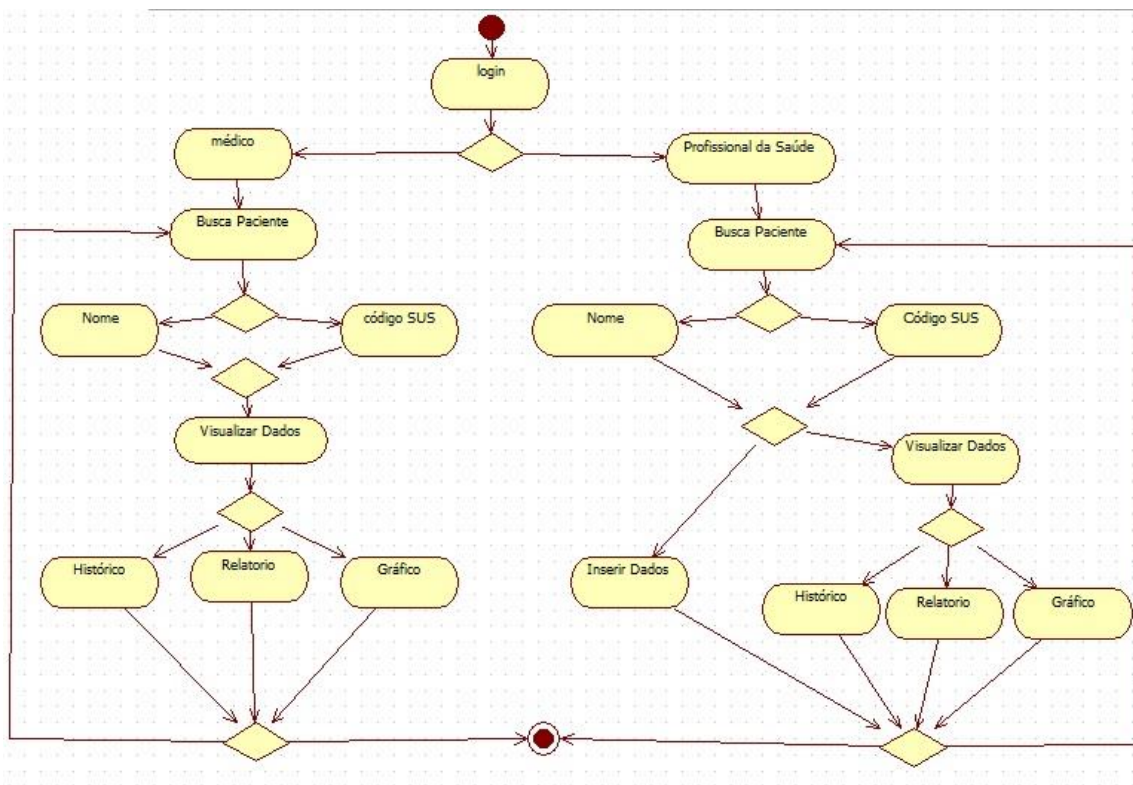 login
médico
Profissional da Saúde
Busca Paciente
Busca Paciente
Nome
código SUS
Nome
Código SUS
Visualizar Dados
Visualizar Dados
Histórico
Relatorio
Gráfico
Inserir Dados
Histórico
Relatorio
Gráfico